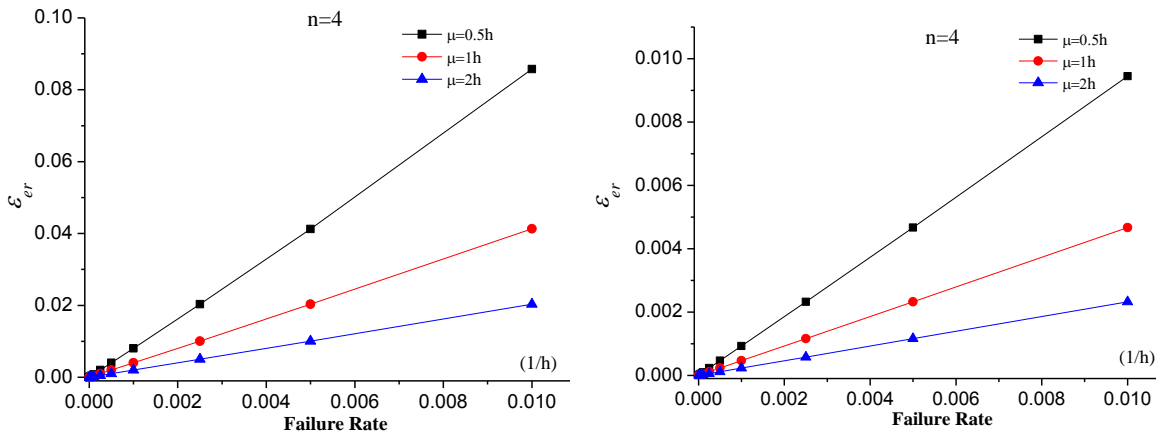 n=4
μ=0.5h
μ=1h
μ=2h
0.10
0.08
0.06
0.04
0.02
0.00
ε_er
(1/h)
0.000 0.002 0.004 0.006 0.008 0.010
Failure Rate
n=4
μ=0.5h
μ=1h
μ=2h
0.010
0.008
0.006
0.004
0.002
0.000
ε_er
(1/h)
0.000 0.002 0.004 0.006 0.008 0.010
Failure Rate